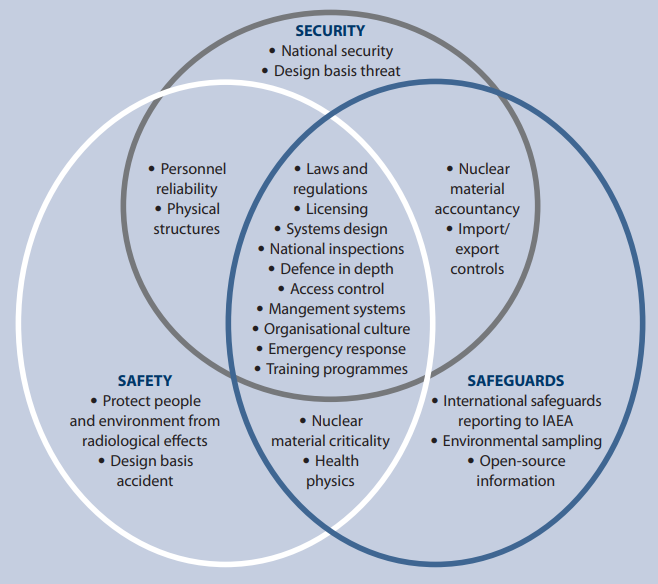 SECURITY
• National security
• Design basis threat
• Personnel
reliability
• Physical
structures
• Laws and
regulations
• Licensing
• Systems design
• National inspections
• Defence in depth
• Access control
• Mangement systems
• Organisational culture
• Emergency response
• Training programmes
• Nuclear
material
accountancy
• Import/
export
controls
SAFETY
• Protect people
and environment from
radiological effects
• Design basis
accident
• Nuclear
material criticality
• Health
physics
SAFEGUARDS
• International safeguards
reporting to IAEA
• Environmental sampling
• Open-source
information